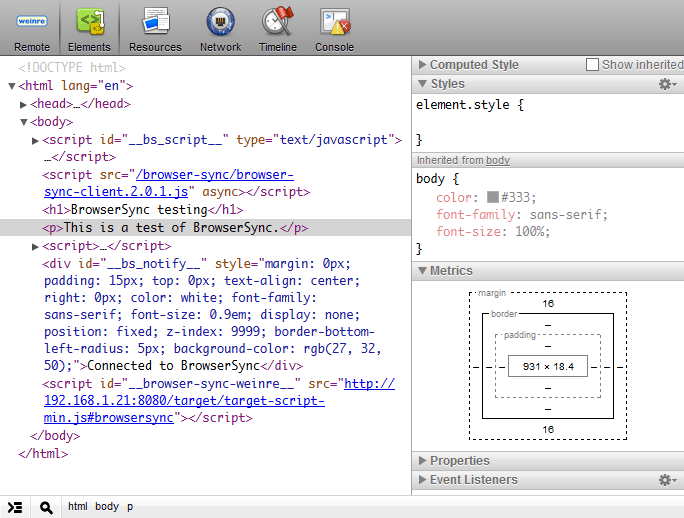 weinre
Remote Elements Resources Network Timeline Console
<!DOCTYPE html>
▼<html lang="en">
▶<head>…</head>
▼<body>
▶<script id="__bs_script__" type="text/javascript">
…</script>
<script src="/browser-sync/browser-
sync-client.2.0.1.js" async></script>
<h1>BrowserSync testing</h1>
<p>This is a test of BrowserSync.</p>
▶<script>…</script>
<div id="__bs_notify__" style="margin: 0px;
padding: 15px; top: 0px; text-align: center;
right: 0px; color: white; font-family:
sans-serif; font-size: 0.9em; display: none;
position: fixed; z-index: 9999; border-bottom-
left-radius: 5px; background-color: rgb(27, 32,
50);">Connected to BrowserSync</div>
<script id="__browser-sync-weinre__" src="http://
192.168.1.21:8080/target/target-script-
min.js#browsersync"></script>
</body>
</html>
▶ Computed Style Show inherited
▼ Styles
element.style {
}
Inherited from body
body {
color: #333;
font-family: sans-serif;
font-size: 100%;
}
▼ Metrics
margin
16
border
–
padding
–
– – – 931 × 18.4 – – –
–
–
16
▶ Properties
▶ Event Listeners
html body p